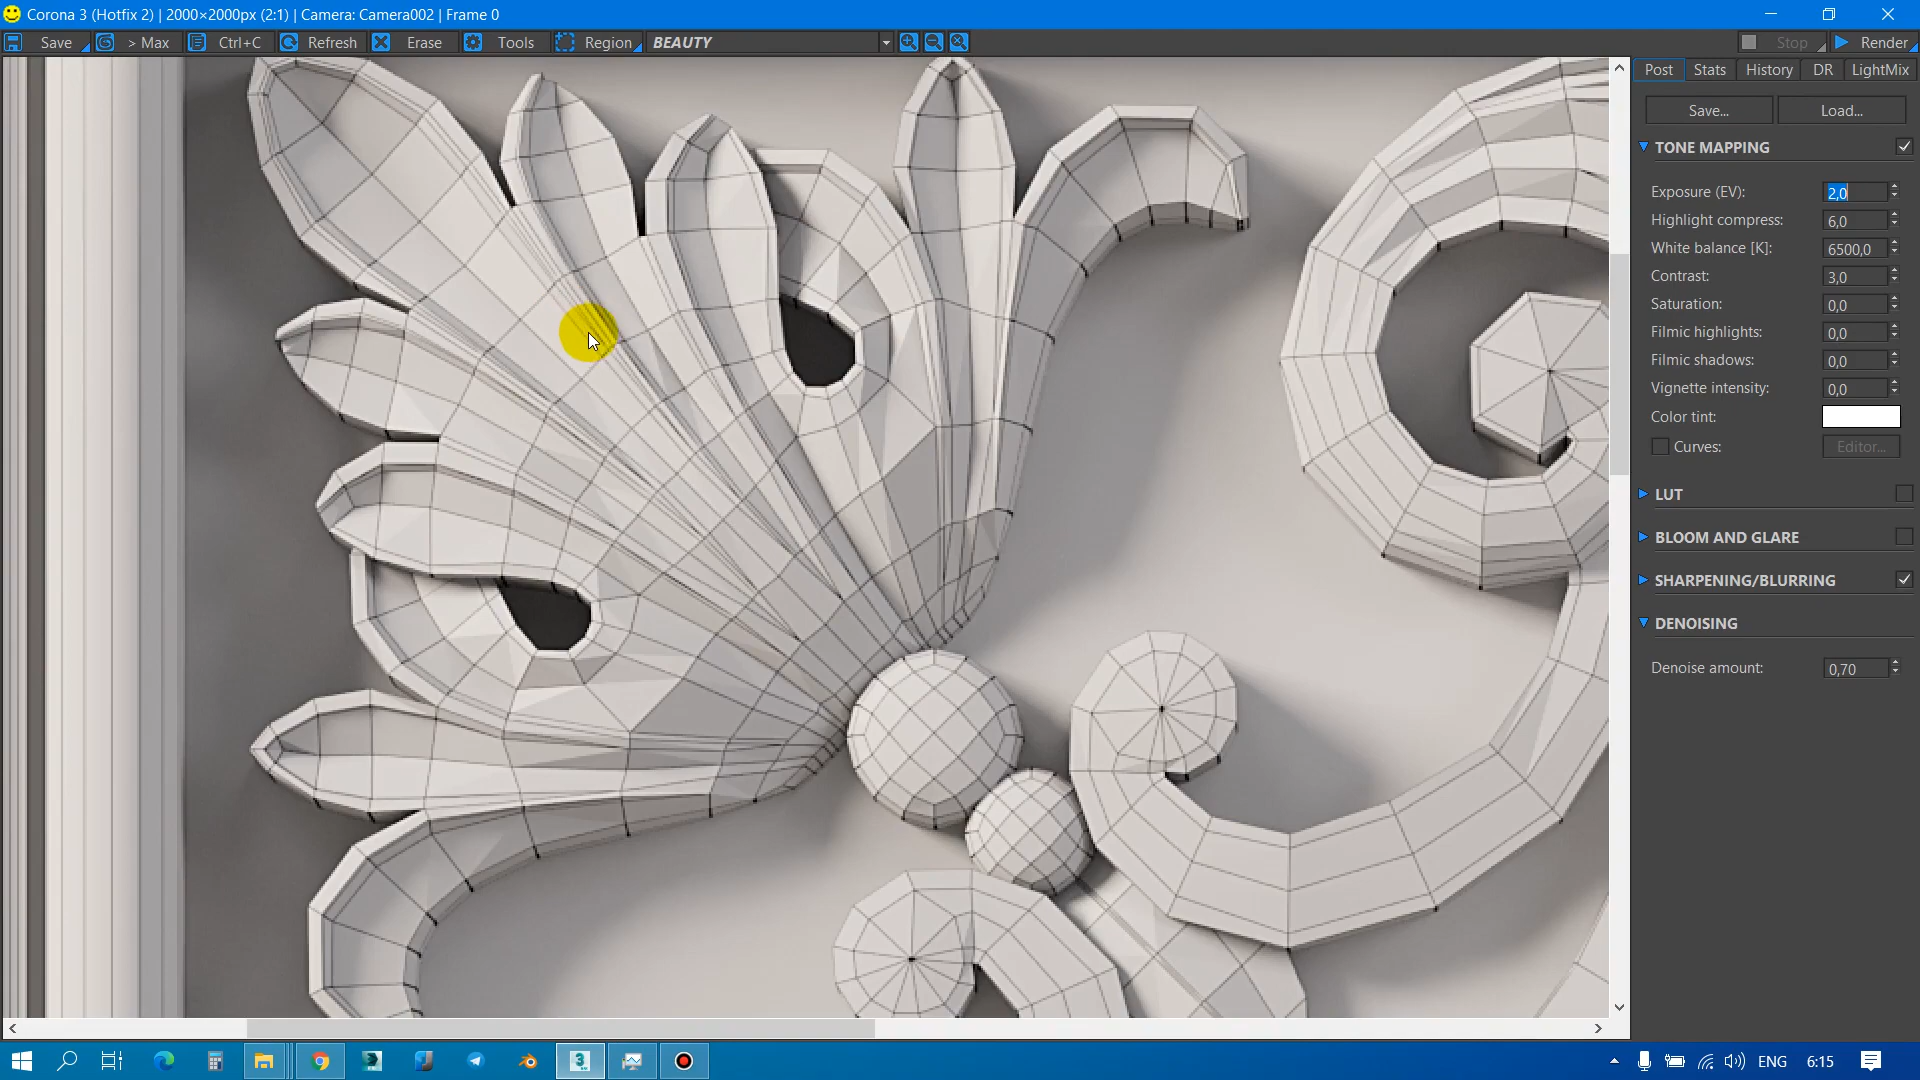 Corona 3 (Hotfix 2) | 2000×2000px (2:1) | Camera: Camera002 | Frame 0
Save > Max Ctrl+C Refresh Erase Tools Region BEAUTY Stop Render
Post Stats History DR LightMix
Save... Load...
TONE MAPPING
Exposure (EV): 2,0
Highlight compress: 6,0
White balance [K]: 6500,0
Contrast: 3,0
Saturation: 0,0
Filmic highlights: 0,0
Filmic shadows: 0,0
Vignette intensity: 0,0
Color tint:
Curves: Editor...
LUT
BLOOM AND GLARE
SHARPENING/BLURRING
DENOISING
Denoise amount: 0,70
3
ENG 6:15